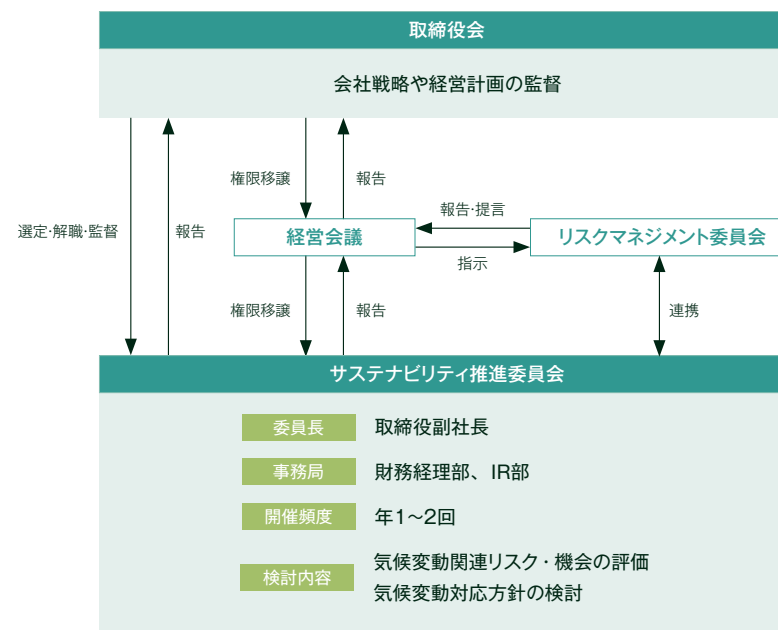 取締役会
会社戦略や経営計画の監督
権限移譲
報告
選定·解職·監督
報告
報告·提言
経営会議
リスクマネジメント委員会
指示
権限移譲
報告
連携
サステナビリティ推進委員会
委員長
取締役副社長
事務局
財務経理部、IR部
開催頻度
年1〜2回
検討内容
気候変動関連リスク・機会の評価
気候変動対応方針の検討